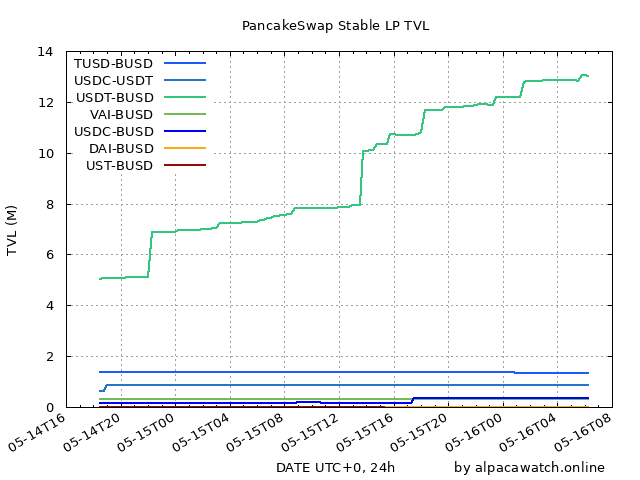 PancakeSwap Stable LP TVL
14
12
10
8
6
4
2
0
TVL (M)
TUSD-BUSD
USDC-USDT
USDT-BUSD
VAI-BUSD
USDC-BUSD
DAI-BUSD
UST-BUSD
05-14T16
05-14T20
05-15T00
05-15T04
05-15T08
05-15T12
05-15T16
05-15T20
05-16T00
05-16T04
05-16T08
DATE UTC+0, 24h
by alpacawatch.online